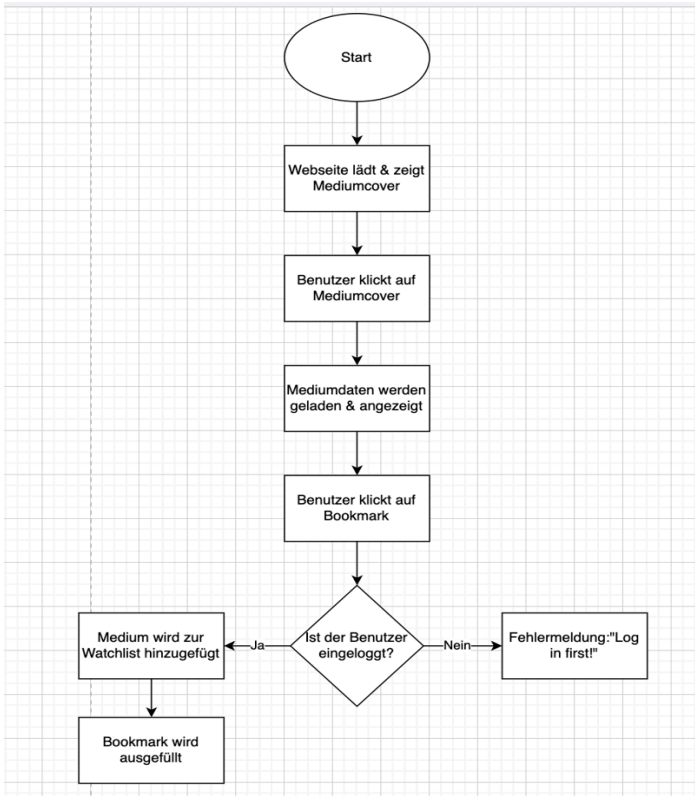 Start
Webseite lädt & zeigt
Mediumcover
Benutzer klickt auf
Mediumcover
Mediumdaten werden
geladen & angezeigt
Benutzer klickt auf
Bookmark
Ist der Benutzer
eingeloggt?
Ja
Nein
Medium wird zur
Watchlist hinzugefügt
Fehlermeldung:"Log
in first!"
Bookmark wird
ausgefüllt